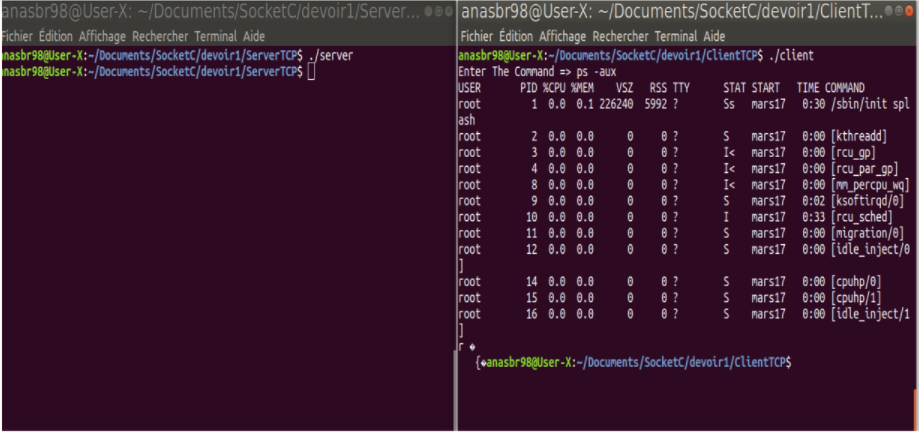 anasbr98@User-X: ~/Documents/SocketC/devoir1/Server...
Fichier Édition Affichage Rechercher Terminal Aide
anasbr98@User-X:~/Documents/SocketC/devoir1/ServerTCP$ ./server
anasbr98@User-X:~/Documents/SocketC/devoir1/ServerTCP$
anasbr98@User-X: ~/Documents/SocketC/devoir1/ClientT...
Fichier Édition Affichage Rechercher Terminal Aide
anasbr98@User-X:~/Documents/SocketC/devoir1/ClientTCP$ ./client
Enter The Command => ps -aux
USER       PID %CPU %MEM    VSZ   RSS TTY      STAT START   TIME COMMAND
root         1  0.0  0.1 226240  5992 ?        Ss   mars17   0:30 /sbin/init spl
ash
root         2  0.0  0.0      0     0 ?        S    mars17   0:00 [kthreadd]
root         3  0.0  0.0      0     0 ?        I<   mars17   0:00 [rcu_gp]
root         4  0.0  0.0      0     0 ?        I<   mars17   0:00 [rcu_par_gp]
root         8  0.0  0.0      0     0 ?        I<   mars17   0:00 [mm_percpu_wq]
root         9  0.0  0.0      0     0 ?        S    mars17   0:02 [ksoftirqd/0]
root        10  0.0  0.0      0     0 ?        I    mars17   0:33 [rcu_sched]
root        11  0.0  0.0      0     0 ?        S    mars17   0:00 [migration/0]
root        12  0.0  0.0      0     0 ?        S    mars17   0:00 [idle_inject/0
]
root        14  0.0  0.0      0     0 ?        S    mars17   0:00 [cpuhp/0]
root        15  0.0  0.0      0     0 ?        S    mars17   0:00 [cpuhp/1]
root        16  0.0  0.0      0     0 ?        S    mars17   0:00 [idle_inject/1
]
r �
{�anasbr98@User-X:~/Documents/SocketC/devoir1/ClientTCP$